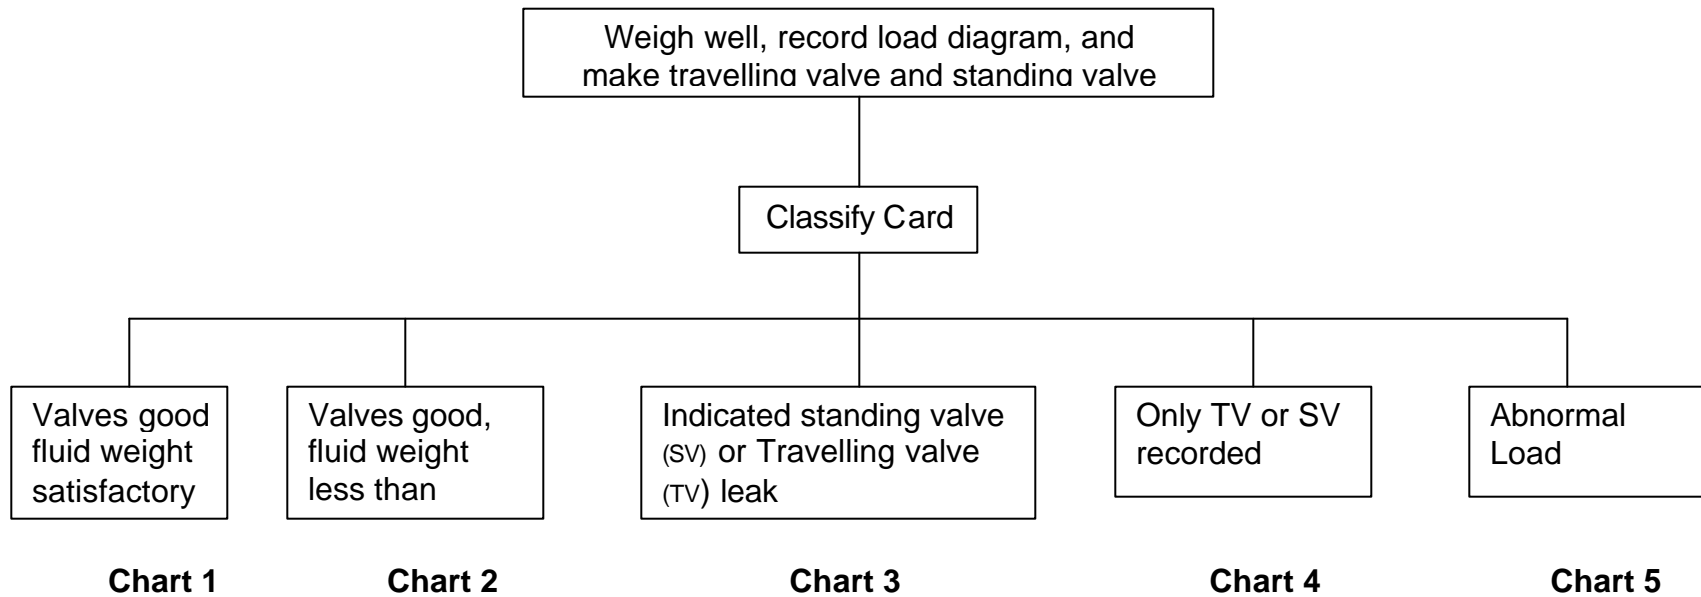 Weigh well, record load diagram, and
make travelling valve and standing valve
Classify Card
Valves good
fluid weight
satisfactory
Valves good,
fluid weight
less than
Indicated standing valve
(SV) or Travelling valve
(TV) leak
Only TV or SV
recorded
Abnormal
Load
Chart 1
Chart 2
Chart 3
Chart 4
Chart 5